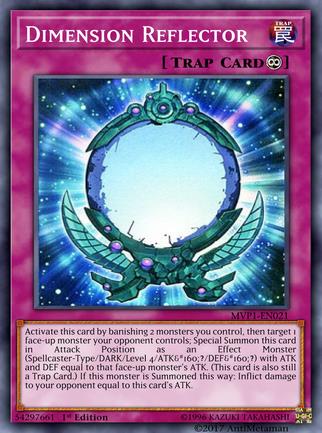 DIMENSION REFLECTOR
TRAP
罠
[TRAP CARD∞]
MVP1-EN021
Activate this card by banishing 2 monsters you control, then target 1
face-up monster your opponent controls; Special Summon this card
in Attack Position as an Effect Monster
(Spellcaster-Type/DARK/Level 4/ATK&#160;?/DEF&#160;?) with ATK
and DEF equal to that face-up monster's ATK. (This card is also still
a Trap Card.) If this monster is Summoned this way: Inflict damage
to your opponent equal to this card's ATK.
54297661 1st Edition ©1996 KAZUKI TAKAHASHI
©2017 AntiMetaman